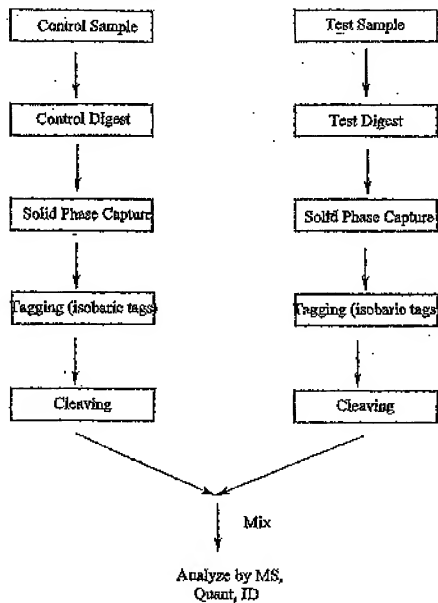 Control Sample
Test Sample
Control Digest
Test Digest
Solid Phase Capture
Solid Phase Capture
Tagging (isobaric tags)
Tagging (isobaric tags
Cleaving
Cleaving
Mix
Analyze by MS,
Quant, ID